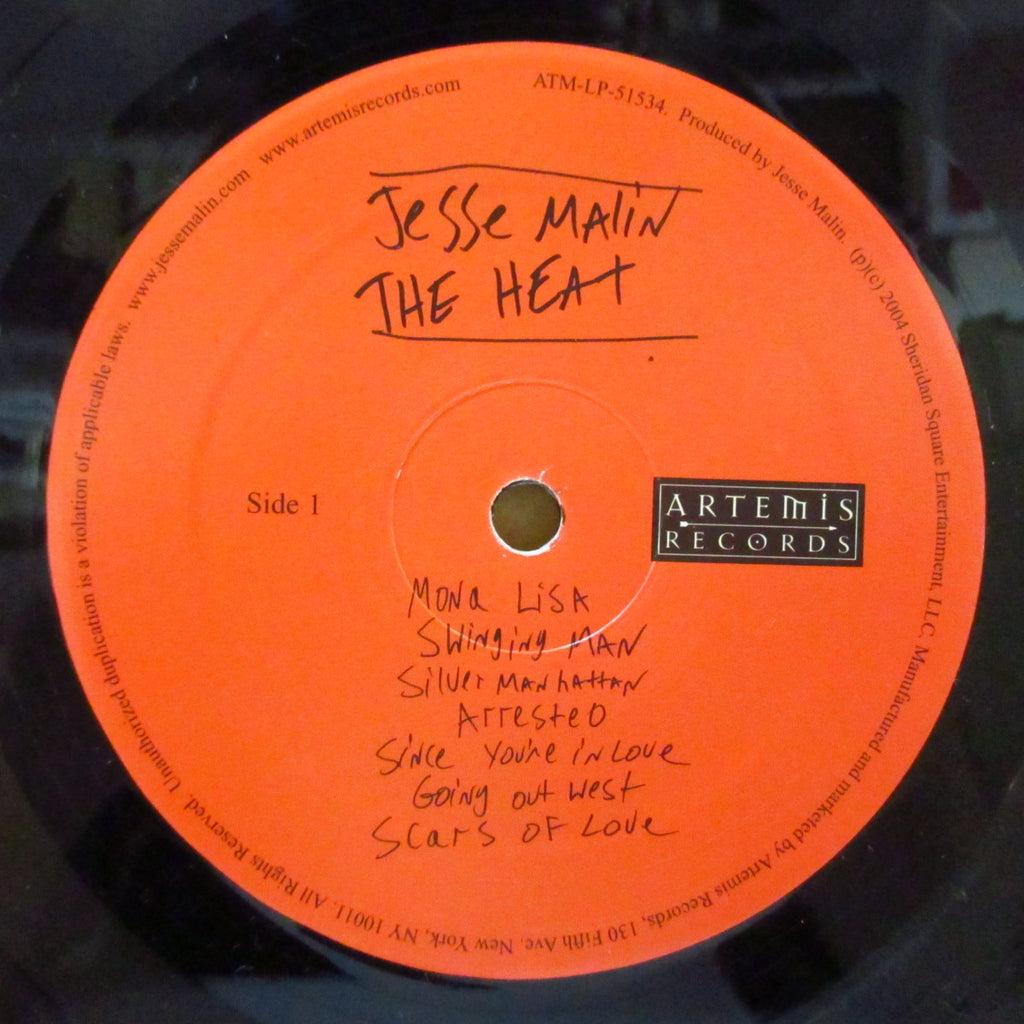 ATM-LP-51534. Produced by Jesse Malin. (p)(c) 2004 Sheridan Square Entertainment, LLC. Manufactured and marketed by Artemis Records, 130 Fifth Ave, New York, NY 10011. All Rights Reserved. Unauthorized duplication is a violation of applicable laws. www.jessemalin.com www.artemisrecords.com
Jesse MaliN
THE HEAt
Side 1
ARTEMiS
RECORDS
MONa LiSA
SWingiNg MAN
Silver MANhAttAN
ArresteD
SiNce you're iN Love
GoiNg out West
Scars OF Love